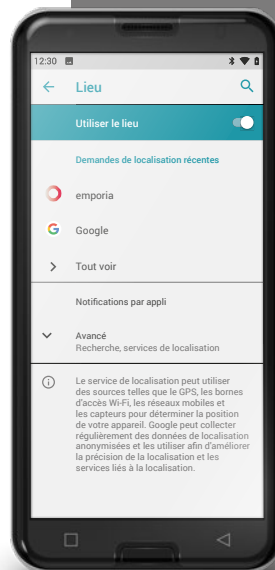 12:30
Lieu
Utiliser le lieu
Demandes de localisation récentes
emporia
Google
Tout voir
Notifications par appli
Avancé
Recherche, services de localisation
Le service de localisation peut utiliser
des sources telles que le GPS, les bornes
d'accès Wi-Fi, les réseaux mobiles et
les capteurs pour déterminer la position
de votre appareil. Google peut collecter
régulièrement des données de localisation
anonymisées et les utiliser afin d'améliorer
la précision de la localisation et les
services liés à la localisation.